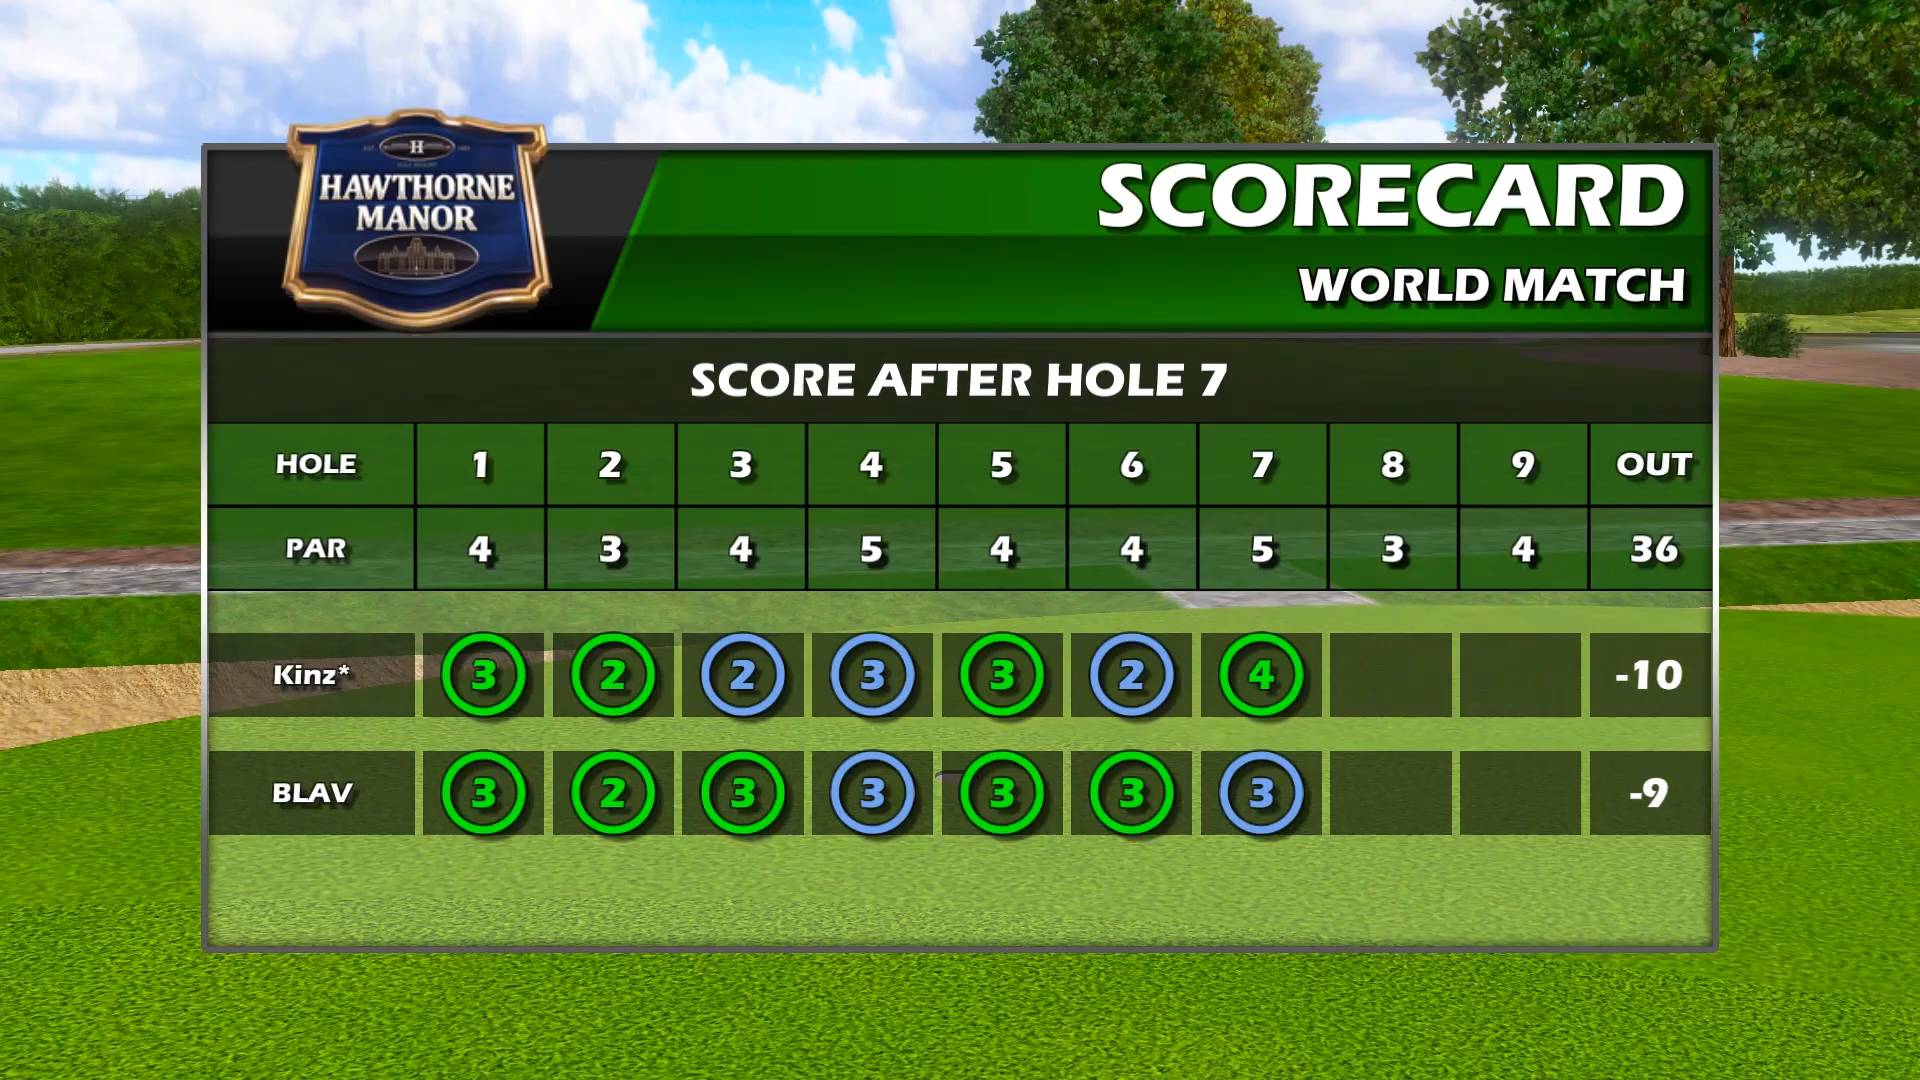 H
HAWTHORNE
MANOR
SCORECARD
WORLD MATCH
SCORE AFTER HOLE 7
HOLE 1 2 3 4 5 6 7 8 9 OUT
PAR 4 3 4 5 4 4 5 3 4 36
Kinz* 3 2 2 3 3 2 4 -10
BLAV 3 2 3 3 3 3 3 -9